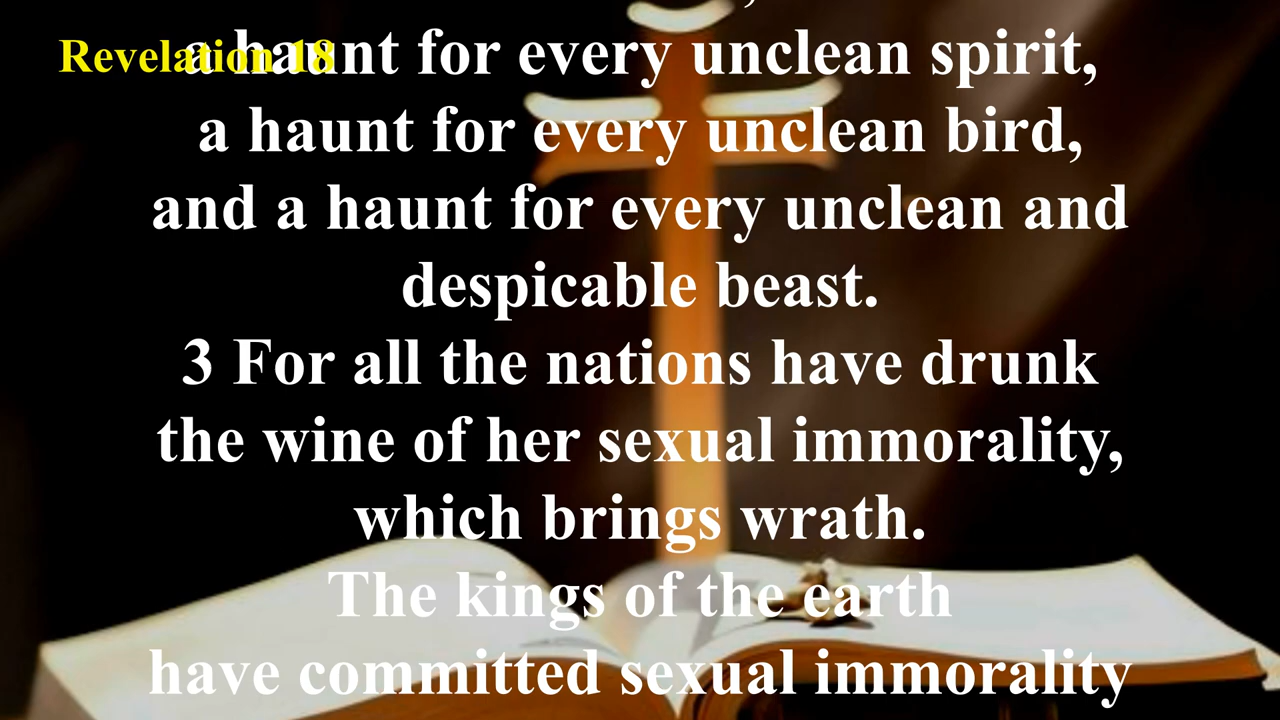 Revelation 18
a haunt for every unclean spirit,
a haunt for every unclean bird,
and a haunt for every unclean and
despicable beast.
3 For all the nations have drunk
the wine of her sexual immorality,
which brings wrath.
The kings of the earth
have committed sexual immorality